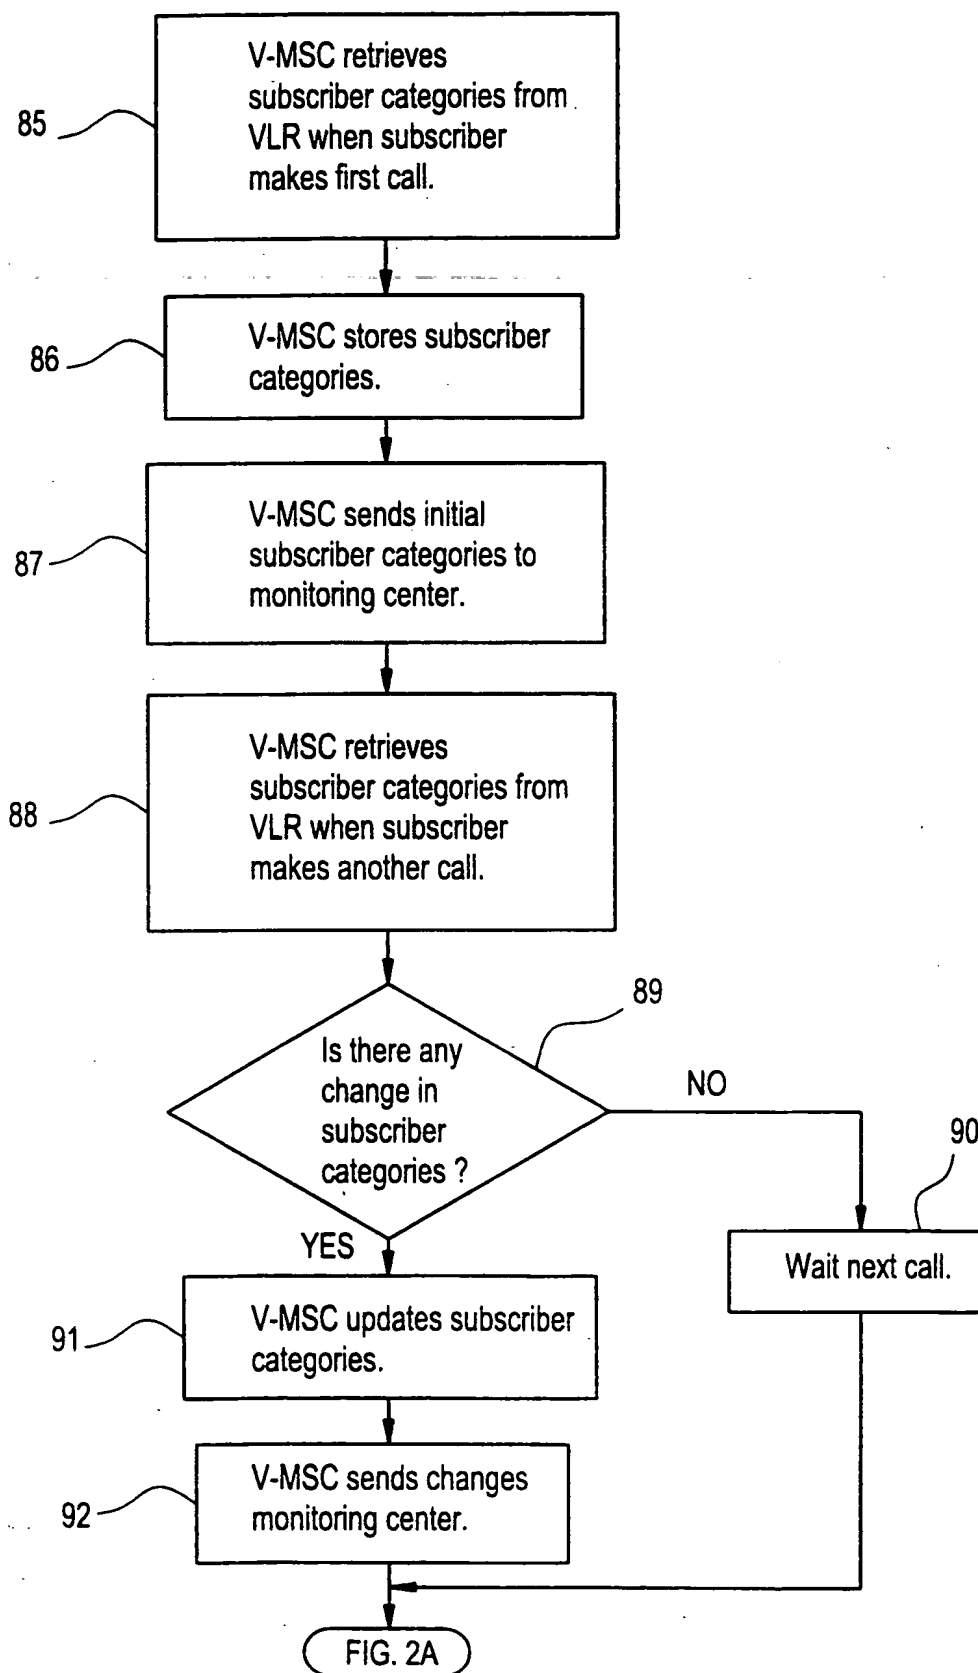 V-MSC retrieves
subscriber categories from
VLR when subscriber
makes first call.
85
V-MSC stores subscriber
categories.
86
V-MSC sends initial
subscriber categories to
monitoring center.
87
V-MSC retrieves
subscriber categories from
VLR when subscriber
makes another call.
88
89
Is there any
change in
subscriber
categories ?
NO
90
YES
Wait next call.
V-MSC updates subscriber
categories.
91
V-MSC sends changes
monitoring center.
92
FIG. 2A